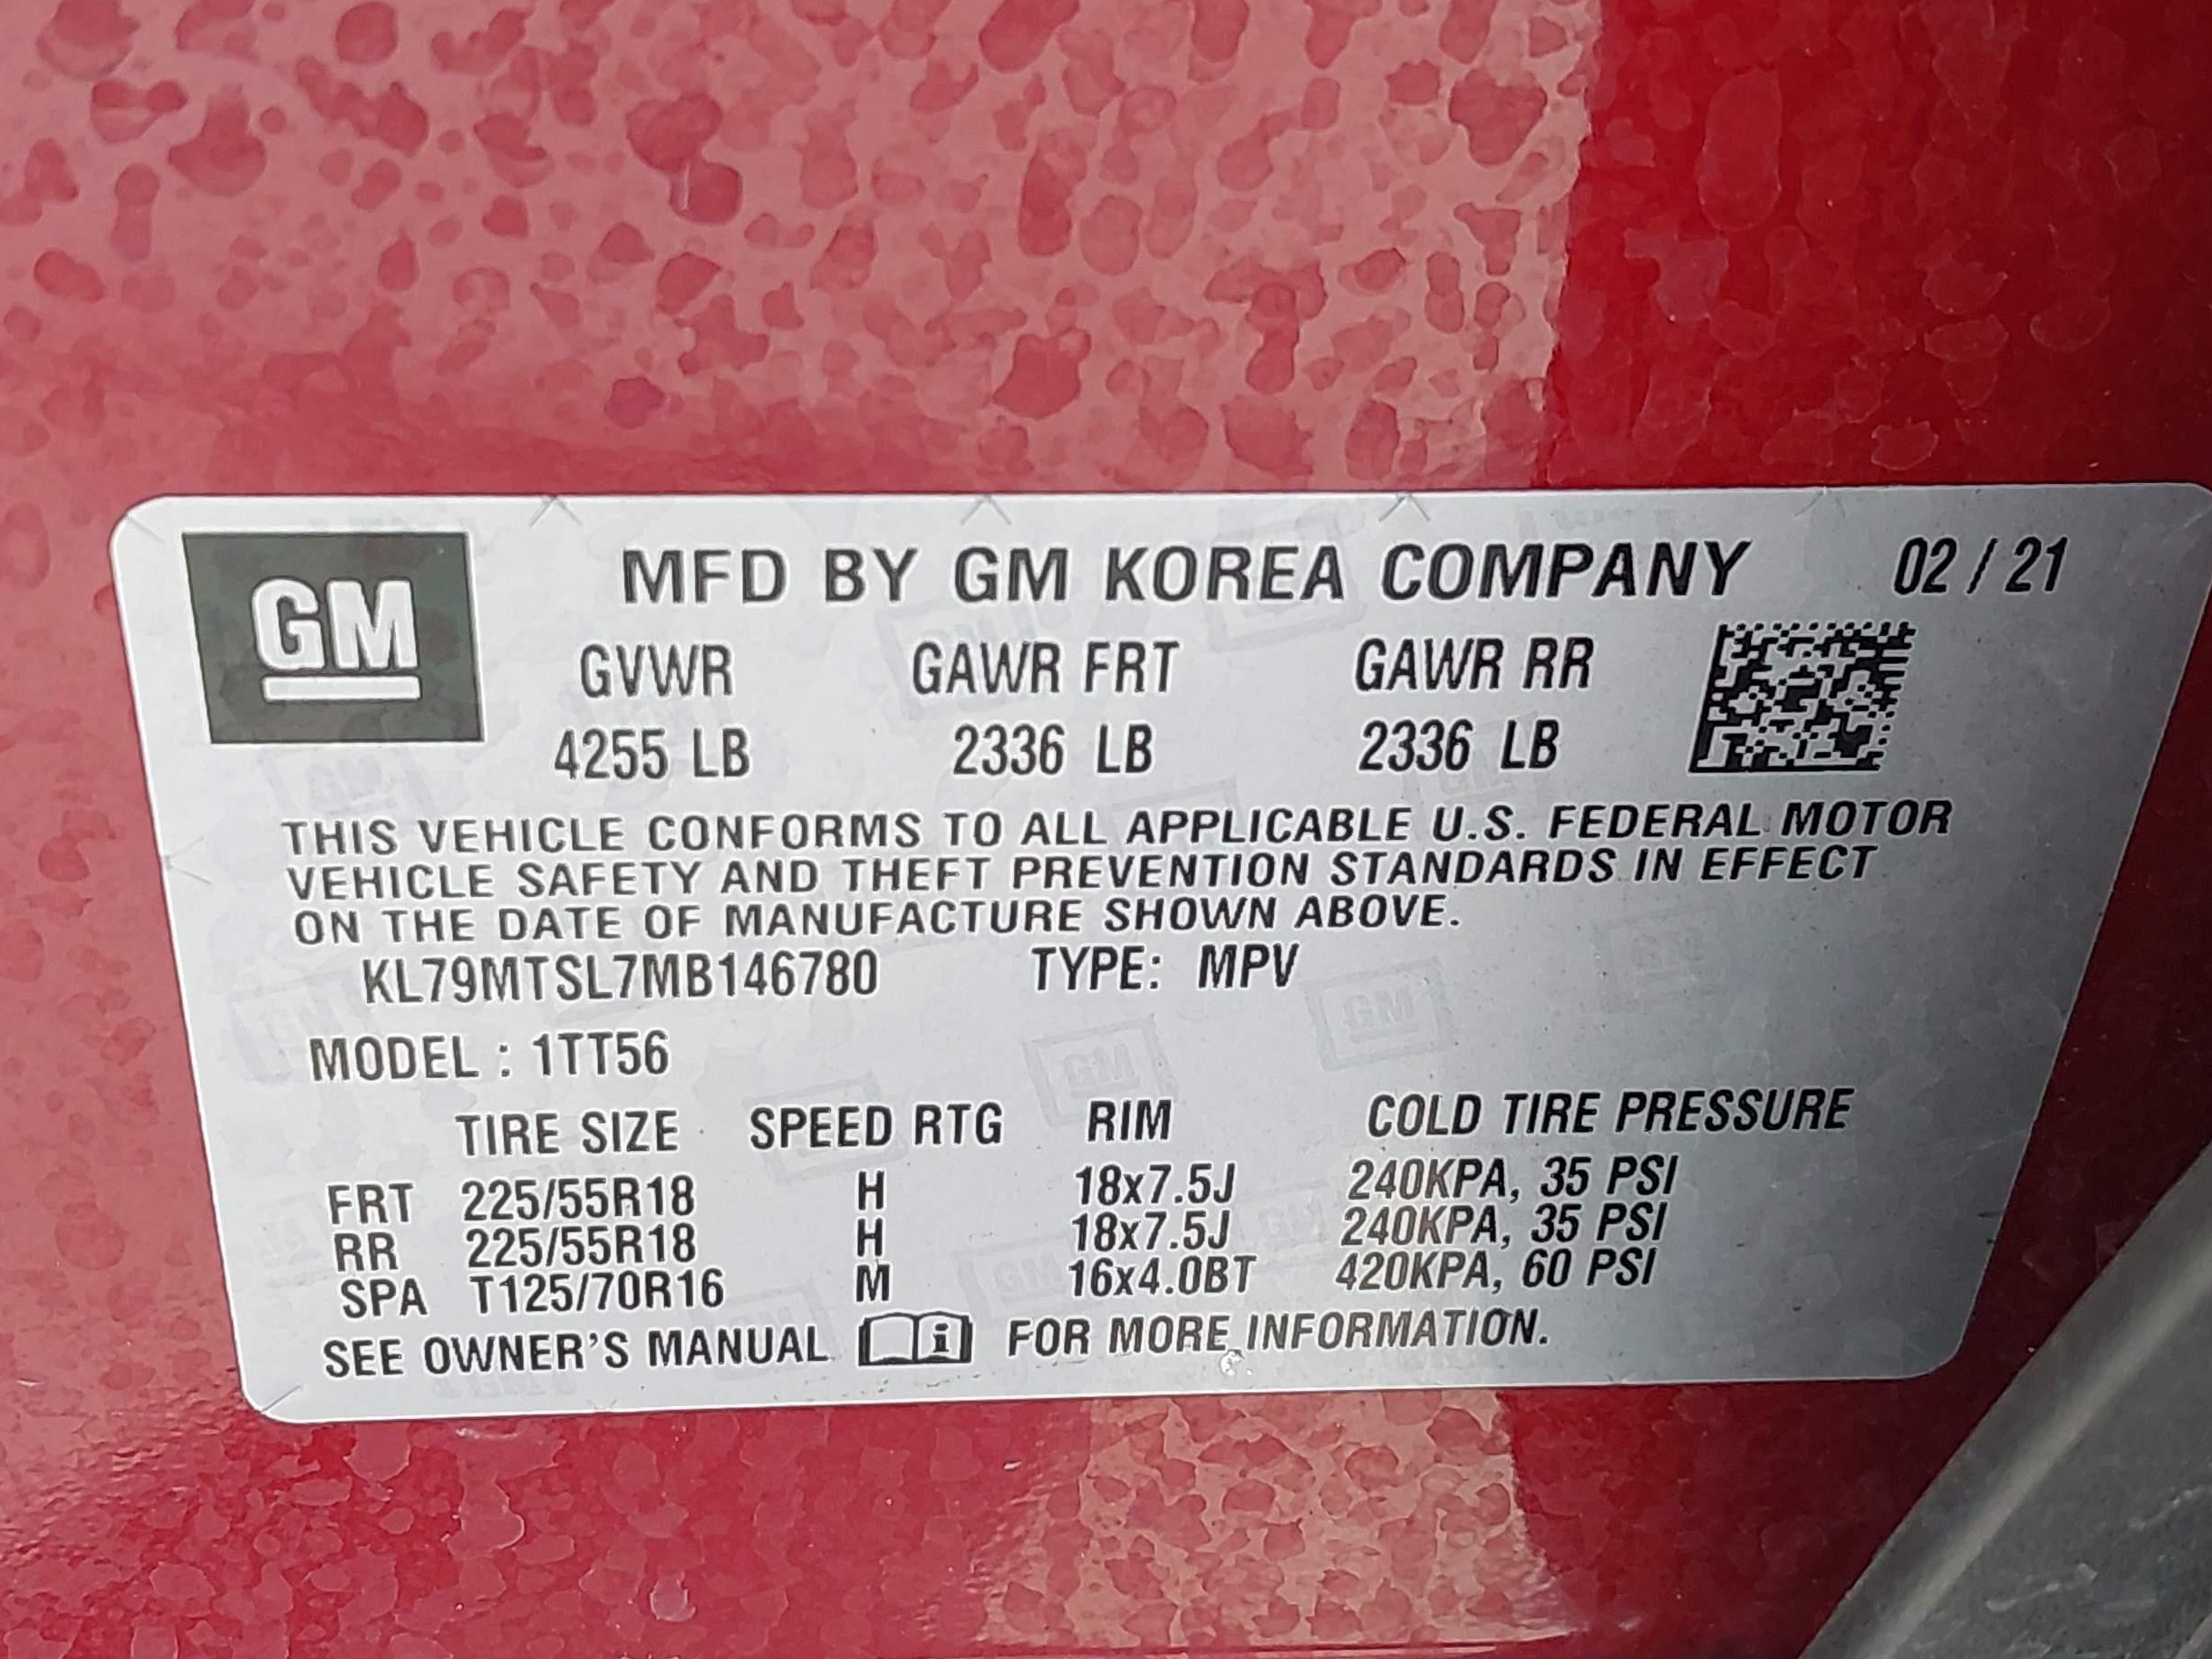 GM
MFD BY GM KOREA COMPANY 02 / 21
GVWR GAWR FRT GAWR RR
4255 LB 2336 LB 2336 LB
THIS VEHICLE CONFORMS TO ALL APPLICABLE U.S. FEDERAL MOTOR
VEHICLE SAFETY AND THEFT PREVENTION STANDARDS IN EFFECT
ON THE DATE OF MANUFACTURE SHOWN ABOVE.
KL79MTSL7MB146780 TYPE: MPV
MODEL : 1TT56
TIRE SIZE SPEED RTG RIM COLD TIRE PRESSURE
FRT 225/55R18 H 18x7.5J 240KPA, 35 PSI
RR 225/55R18 H 18x7.5J 240KPA, 35 PSI
SPA T125/70R16 M 16x4.0BT 420KPA, 60 PSI
SEE OWNER'S MANUAL i FOR MORE INFORMATION.